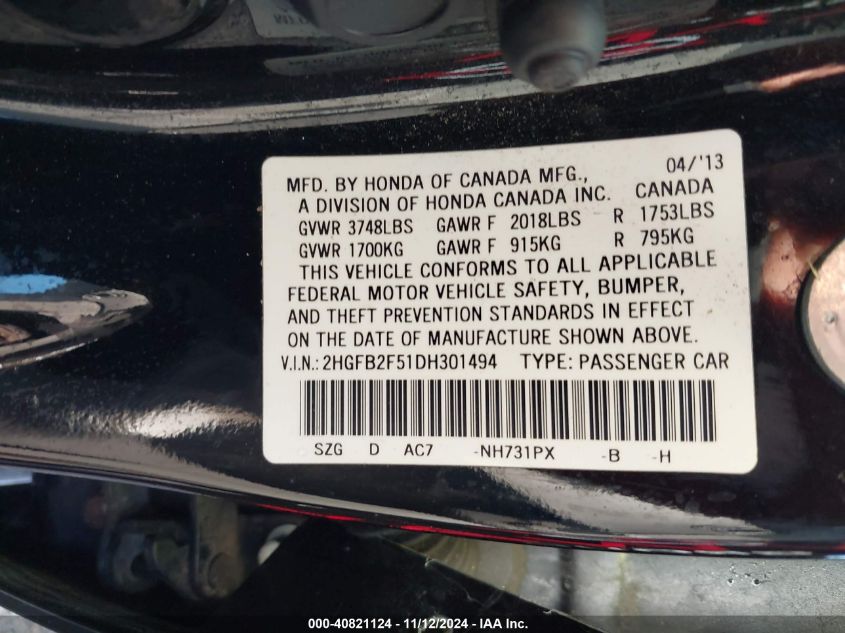 MFD. BY HONDA OF CANADA MFG., 04/'13
A DIVISION OF HONDA CANADA INC. CANADA
GVWR 3748LBS GAWR F 2018LBS R 1753LBS
GVWR 1700KG GAWR F 915KG R 795KG
THIS VEHICLE CONFORMS TO ALL APPLICABLE
FEDERAL MOTOR VEHICLE SAFETY, BUMPER,
AND THEFT PREVENTION STANDARDS IN EFFECT
ON THE DATE OF MANUFACTURE SHOWN ABOVE.
V.I.N.: 2HGFB2F51DH301494 TYPE: PASSENGER CAR
SZG D AC7 -NH731PX -B -H
000-40821124 - 11/12/2024 - IAA Inc.